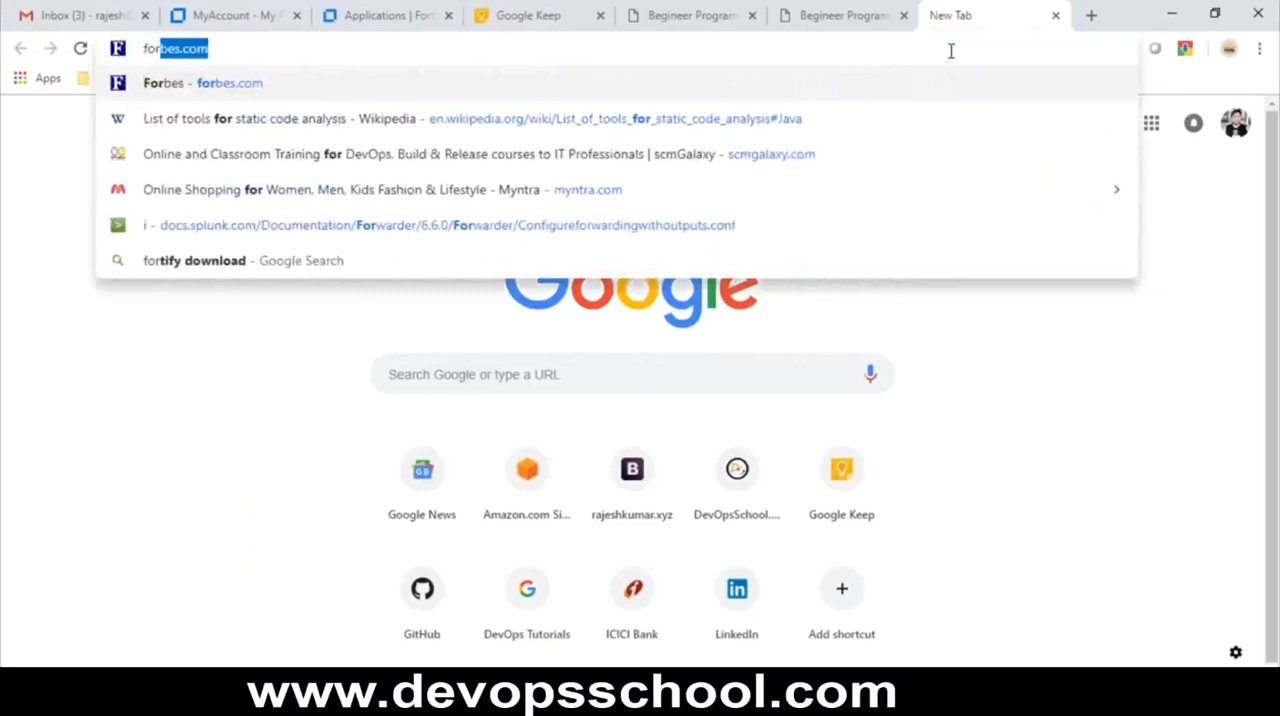 Inbox (3) - rajesh
MyAccount - My F
Applications | Fort
Google Keep
Begineer Program
Begineer Program
New Tab
forbes.com
Apps
Forbes - forbes.com
List of tools for static code analysis - Wikipedia - en.wikipedia.org/wiki/List_of_tools_for_static_code_analysis#Java
Online and Classroom Training for DevOps, Build & Release courses to IT Professionals | scmGalaxy - scmgalaxy.com
Online Shopping for Women, Men, Kids Fashion & Lifestyle - Myntra - myntra.com
i - docs.splunk.com/Documentation/Forwarder/6.6.0/Forwarder/Configureforwardingwithoutputs.conf
fortify download - Google Search
Google
Search Google or type a URL
Google News
Amazon.com Si...
rajeshkumar.xyz
DevOpsSchool....
Google Keep
GitHub
DevOps Tutorials
ICICI Bank
LinkedIn
Add shortcut
www.devopsschool.com